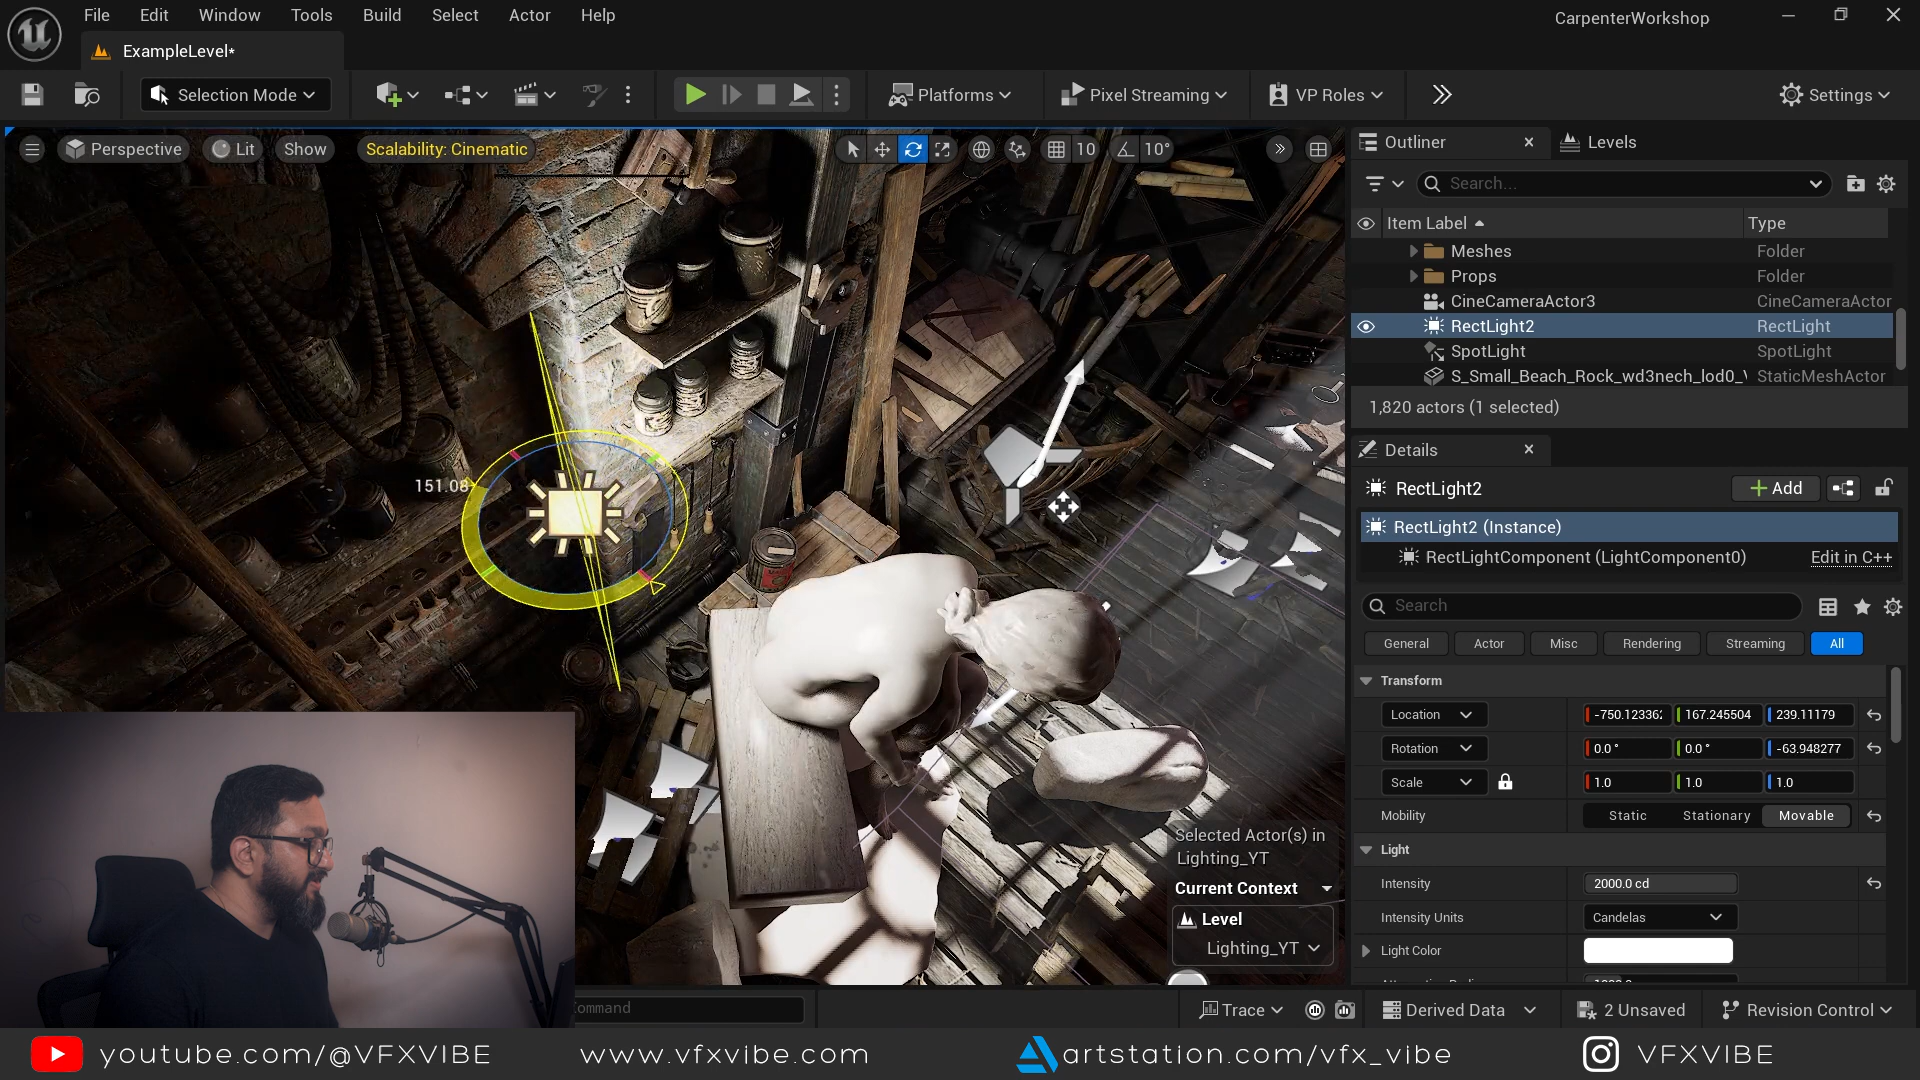 File Edit Window Tools Build Select Actor Help
CarpenterWorkshop
ExampleLevel*
Selection Mode
Platforms
Pixel Streaming
VP Roles
Settings
Perspective
Lit
Show
Scalability: Cinematic
10
10°
Outliner
Levels
Search...
Item Label
Type
Meshes
Folder
Props
Folder
CineCameraActor3
CineCameraActor
RectLight2
RectLight
SpotLight
SpotLight
S_Small_Beach_Rock_wd3nech_lod0_
StaticMeshActor
1,820 actors (1 selected)
Details
RectLight2
Add
RectLight2 (Instance)
RectLightComponent (LightComponent0)
Edit in C++
Search
General
Actor
Misc
Rendering
Streaming
All
Transform
Location
-750.12336
167.245504
239.11179
Rotation
0.0 °
0.0 °
-63.948277
Scale
1.0
1.0
1.0
Mobility
Static
Stationary
Movable
Light
Intensity
2000.0 cd
Intensity Units
Candelas
Light Color
151.08
Selected Actor(s) in
Lighting_YT
Current Context
Level
Lighting_YT
ommand
Trace
Derived Data
2 Unsaved
Revision Control
youtube.com/@VFXVIBE
www.vfxvibe.com
artstation.com/vfx_vibe
VFXVIBE